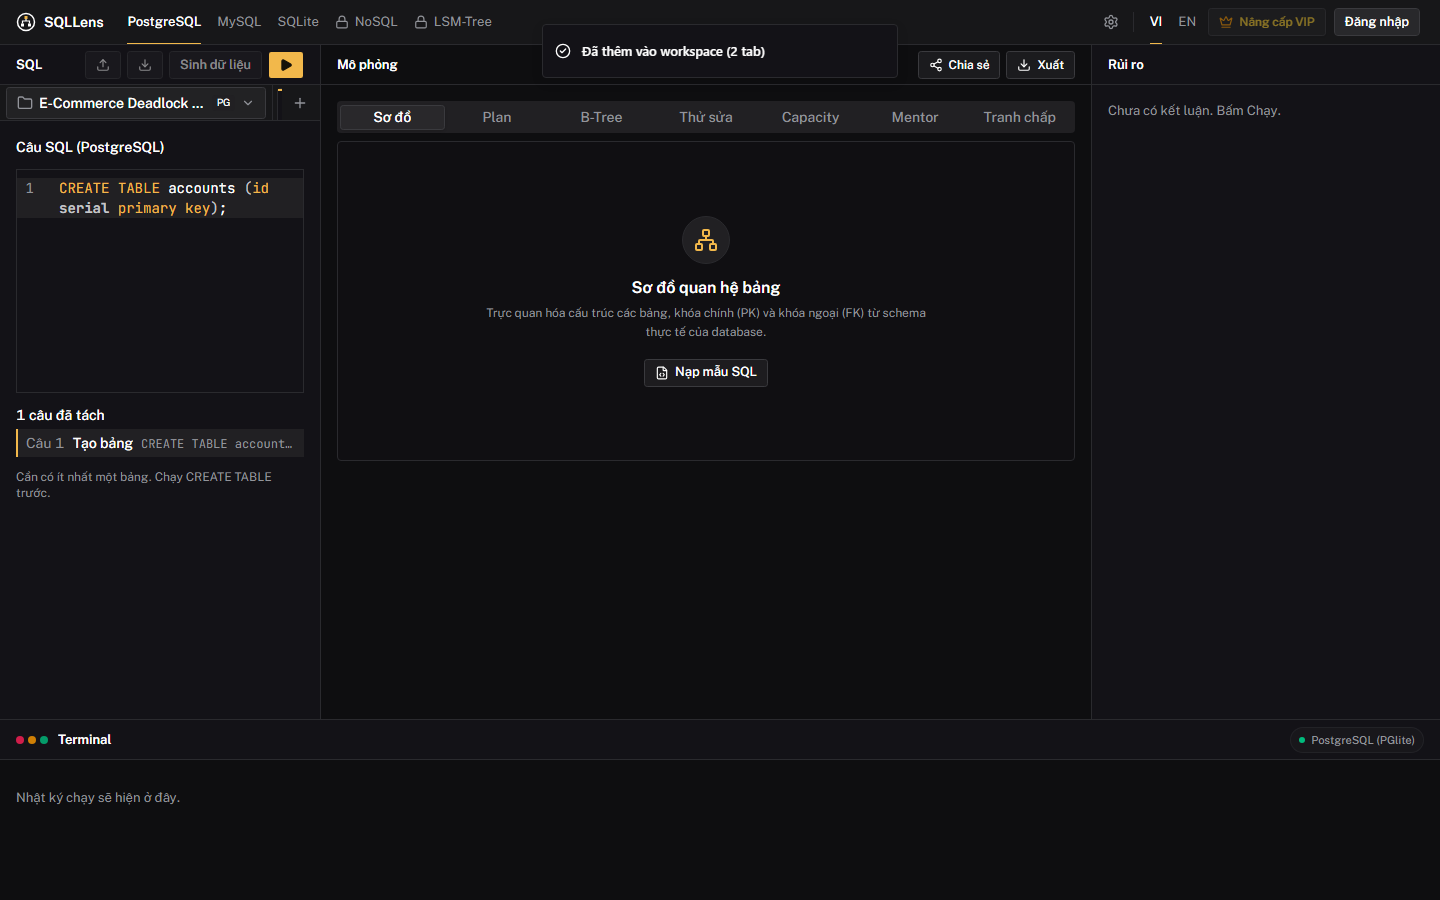 SQLLens
PostgreSQL
MySQL
SQLite
NoSQL
LSM-Tree
VI
EN
Nâng cấp VIP
Đăng nhập
Đã thêm vào workspace (2 tab)
SQL
Sinh dữ liệu
Mô phỏng
Chia sẻ
Xuất
Rủi ro
E-Commerce Deadlock ...
PG
Sơ đồ
Plan
B-Tree
Thử sửa
Capacity
Mentor
Tranh chấp
Chưa có kết luận. Bấm Chạy.
Câu SQL (PostgreSQL)
1
CREATE TABLE accounts (id
serial primary key);
Sơ đồ quan hệ bảng
Trực quan hóa cấu trúc các bảng, khóa chính (PK) và khóa ngoại (FK) từ schema
thực tế của database.
Nạp mẫu SQL
1 câu đã tách
Câu 1 Tạo bảng CREATE TABLE account...
Cần có ít nhất một bảng. Chạy CREATE TABLE
trước.
Terminal
PostgreSQL (PGlite)
Nhật ký chạy sẽ hiện ở đây.